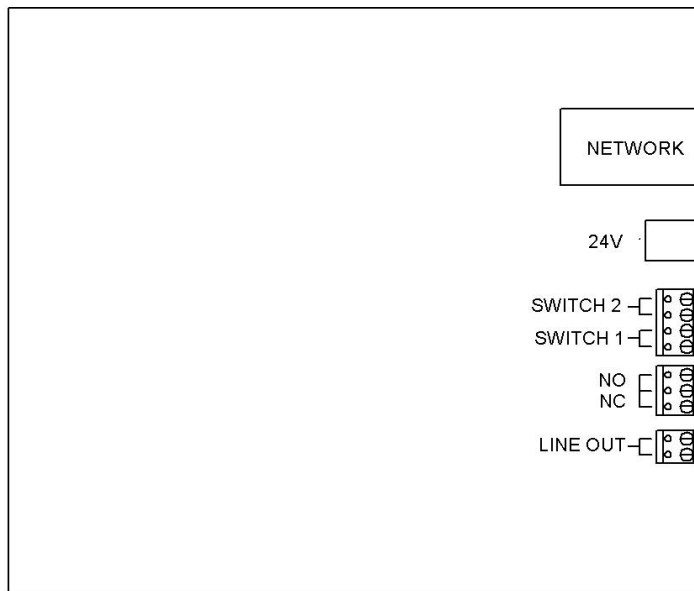 NETWORK
24V
SWITCH 2
SWITCH 1
NO
NC
LINE OUT